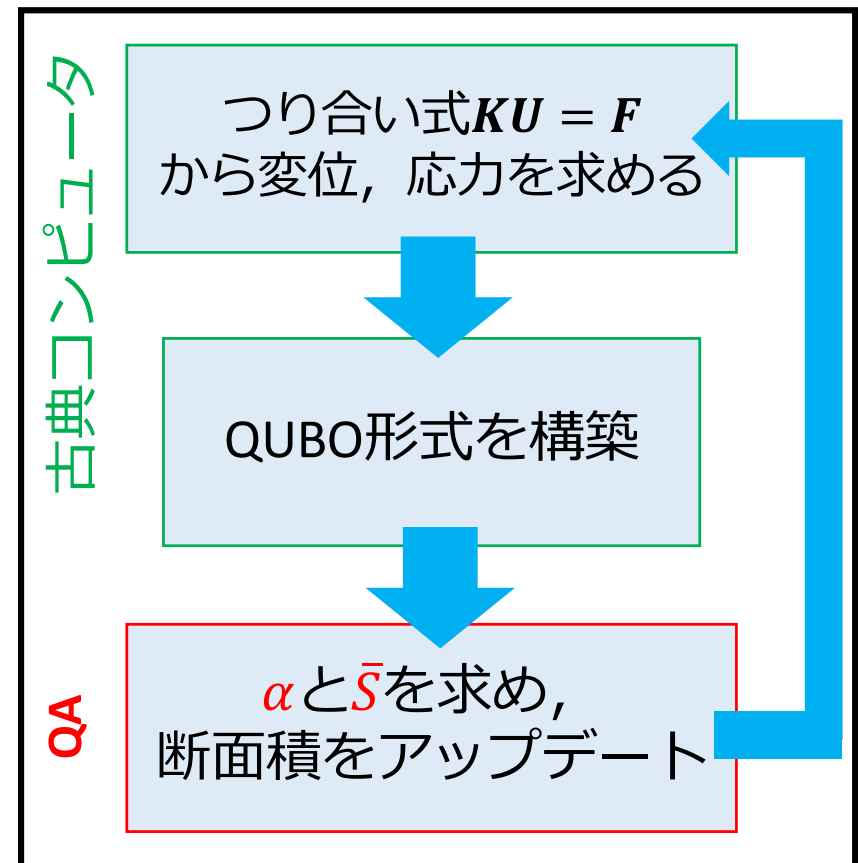 古典コンピュータ
つり合い式𝑲𝑼 = 𝑭
から変位，応力を求める
QUBO形式を構築
QA
𝛼と𝑆̅を求め，
断面積をアップデート